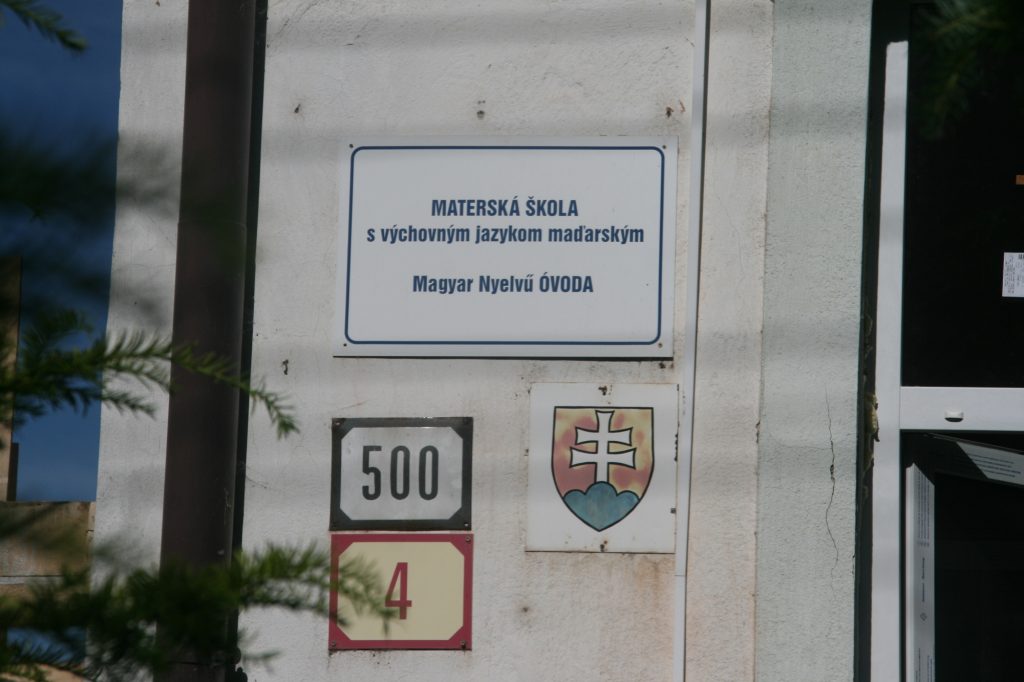 MATERSKÁ ŠKOLA
s výchovným jazykom maďarským
Magyar Nyelvű ÓVODA
500
4